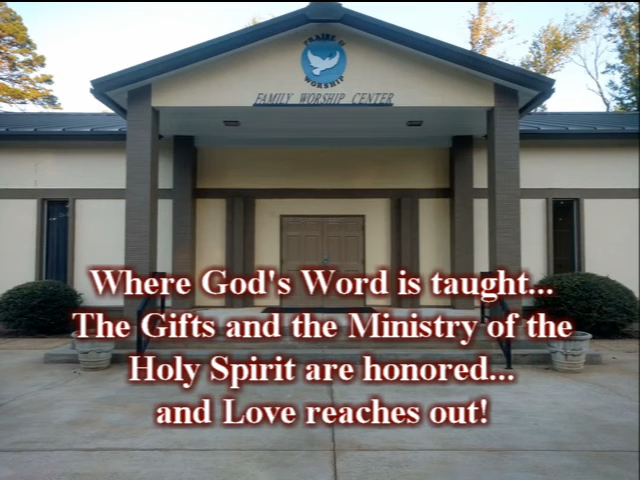 PRAISE N
WORSHIP
FAMILY WORSHIP CENTER
Where God's Word is taught...
The Gifts and the Ministry of the
Holy Spirit are honored...
and Love reaches out!